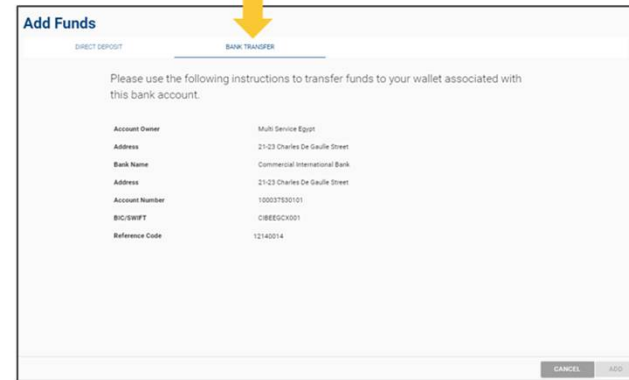 Add Funds
DIRECT DEPOSIT BANK TRANSFER
Please use the following instructions to transfer funds to your wallet associated with
this bank account.
Account Owner Multi Service Egypt
Address 21-23 Charles De Gaulle Street
Bank Name Commercial International Bank
Address 21-23 Charles De Gaulle Street
Account Number 100037530101
BIC/SWIFT CIBEEGCX001
Reference Code 12140014
CANCEL ADD